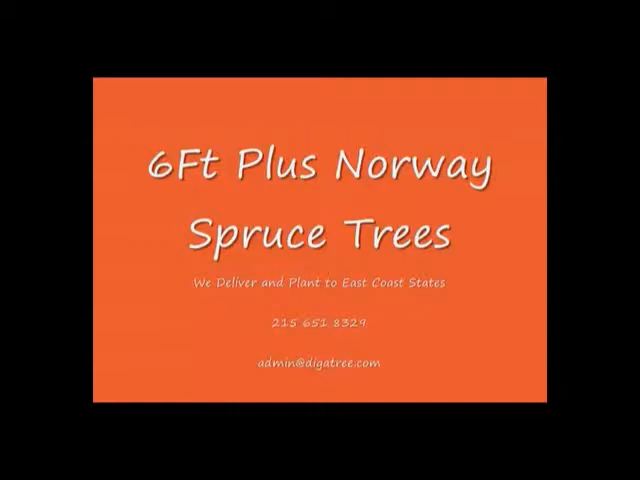 6Ft Plus Norway
Spruce Trees
We Deliver and Plant to East Coast States
215 651 8329
admin@digatree.com